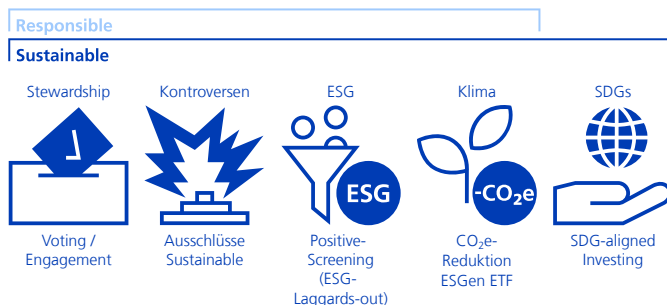 Responsible
Sustainable
Stewardship
Kontroversen
ESG
Klima
SDGs
ESG
-CO₂e
Voting /
Engagement
Ausschlüsse
Sustainable
Positive-
Screening
(ESG-
Laggards-out)
CO₂e-
Reduktion
ESGen ETF
SDG-aligned
Investing